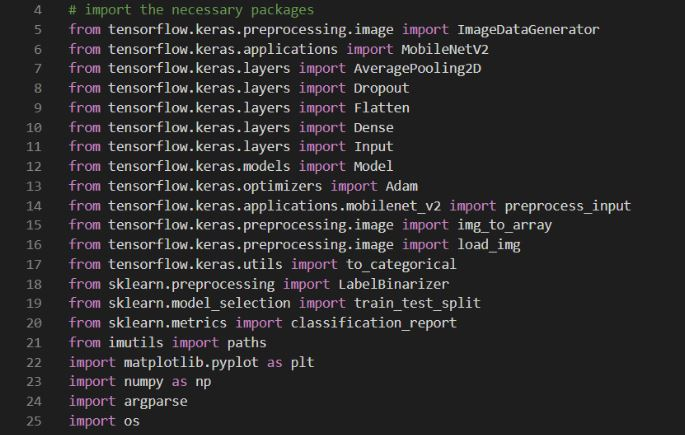 4 # import the necessary packages
5 from tensorflow.keras.preprocessing.image import ImageDataGenerator
6 from tensorflow.keras.applications import MobileNetV2
7 from tensorflow.keras.layers import AveragePooling2D
8 from tensorflow.keras.layers import Dropout
9 from tensorflow.keras.layers import Flatten
10 from tensorflow.keras.layers import Dense
11 from tensorflow.keras.layers import Input
12 from tensorflow.keras.models import Model
13 from tensorflow.keras.optimizers import Adam
14 from tensorflow.keras.applications.mobilenet_v2 import preprocess_input
15 from tensorflow.keras.preprocessing.image import img_to_array
16 from tensorflow.keras.preprocessing.image import load_img
17 from tensorflow.keras.utils import to_categorical
18 from sklearn.preprocessing import LabelBinarizer
19 from sklearn.model_selection import train_test_split
20 from sklearn.metrics import classification_report
21 from imutils import paths
22 import matplotlib.pyplot as plt
23 import numpy as np
24 import argparse
25 import os